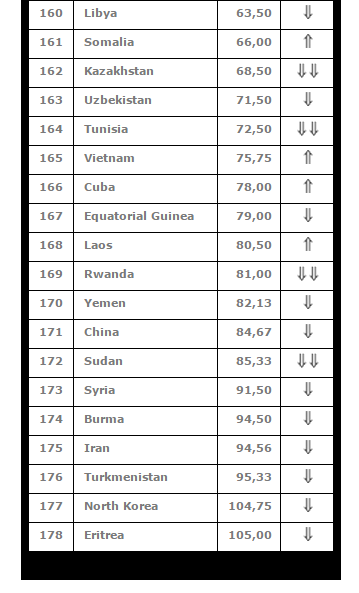 160 Libya 63,50 ⇓
161 Somalia 66,00 ⇑
162 Kazakhstan 68,50 ⇓⇓
163 Uzbekistan 71,50 ⇓
164 Tunisia 72,50 ⇓⇓
165 Vietnam 75,75 ⇑
166 Cuba 78,00 ⇑
167 Equatorial Guinea 79,00 ⇓
168 Laos 80,50 ⇑
169 Rwanda 81,00 ⇓⇓
170 Yemen 82,13 ⇓
171 China 84,67 ⇓
172 Sudan 85,33 ⇓⇓
173 Syria 91,50 ⇓
174 Burma 94,50 ⇓
175 Iran 94,56 ⇓
176 Turkmenistan 95,33 ⇓
177 North Korea 104,75 ⇓
178 Eritrea 105,00 ⇓